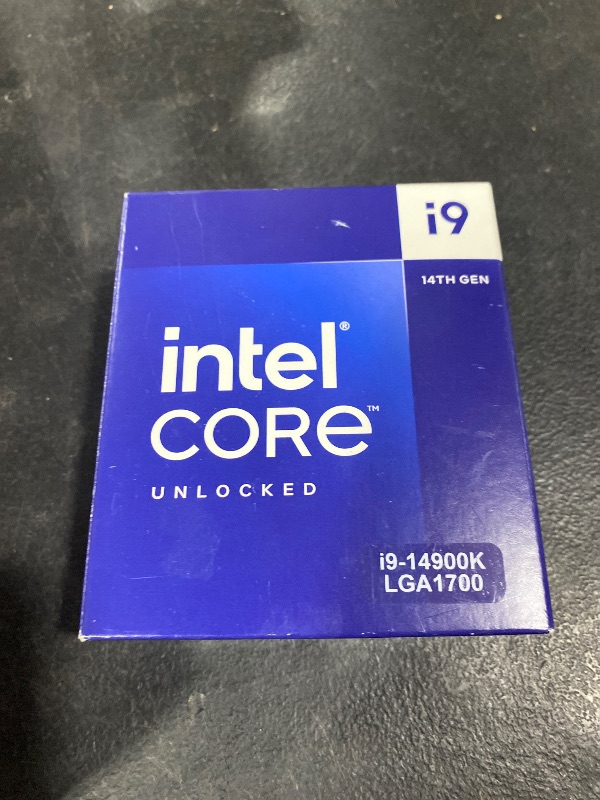 i9
14TH GEN
intel®
CORe™
UNLOCKED
i9-14900K
LGA1700